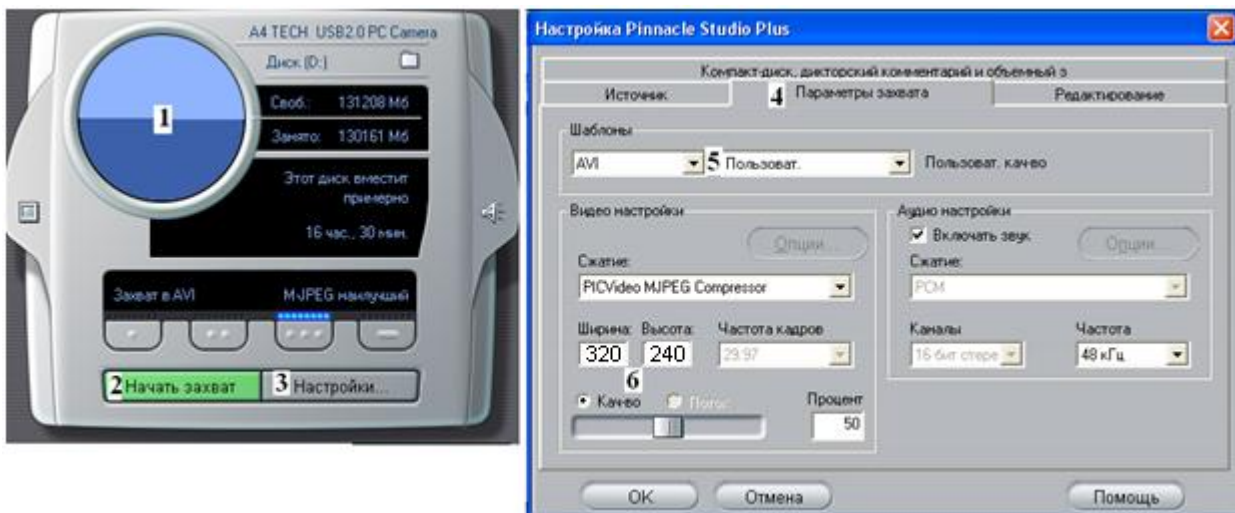 A4 TECH USB2.0 PC Camera
Диск (D:)
1
Своб.: 131208 Мб
Занято: 130161 Мб
Этот диск вместит
примерно
16 час., 30 мин.
Захват в AVI MJPEG наилучший
2 Начать захват 3 Настройки...
Настройка Pinnacle Studio Plus
Компакт-диск, дикторский комментарий и объемный з
Источник 4 Параметры захвата Редактирование
Шаблоны
AVI 5 Пользоват. Пользоват. кач-во
Видео настройки Аудио настройки
Опции... Включать звук Опции...
Сжатие: Сжатие:
PICVideo MJPEG Compressor PCM
Ширина: Высота: Частота кадров Каналы Частота
320 240 29.97 16 бит стере 48 кГц
6
Кач-во Поток Процент
50
OK Отмена Помощь